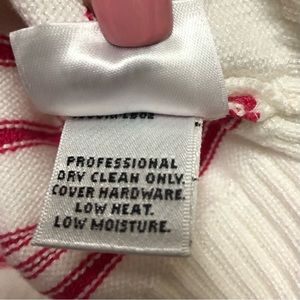 PROFESSIONAL
DRY CLEAN ONLY.
COVER HARDWARE.
LOW HEAT.
LOW MOISTURE.